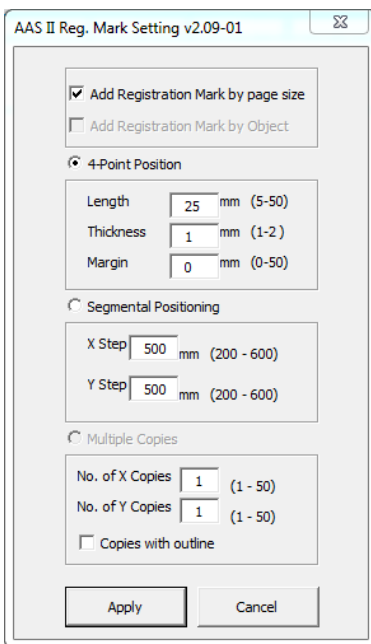 AAS II Reg. Mark Setting v2.09-01
Add Registration Mark by page size
Add Registration Mark by Object
4-Point Position
Length 25 mm (5-50)
Thickness 1 mm (1-2 )
Margin 0 mm (0-50)
Segmental Positioning
X Step 500 mm (200 - 600)
Y Step 500 mm (200 - 600)
Multiple Copies
No. of X Copies 1 (1 - 50)
No. of Y Copies 1 (1 - 50)
Copies with outline
Apply Cancel